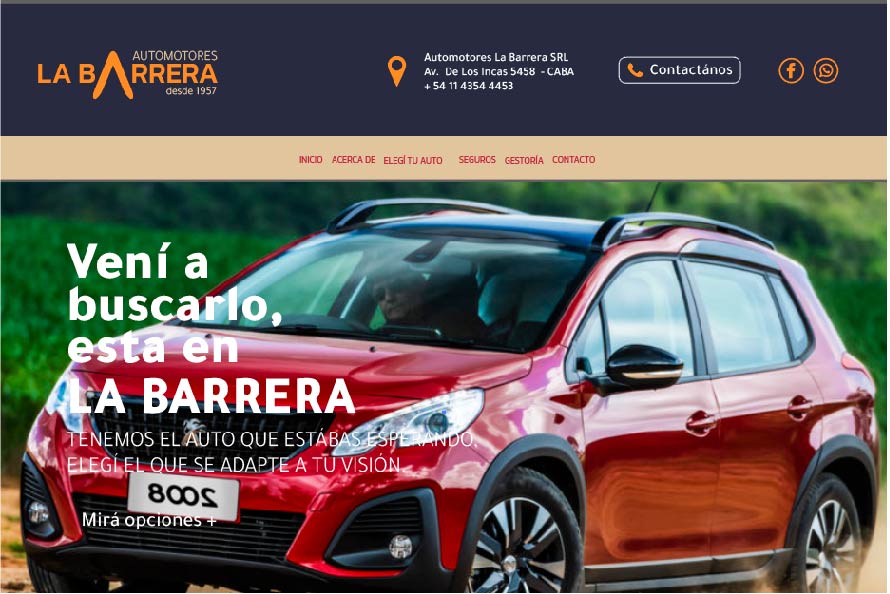 AUTOMOTORES
LA BARRERA
desde 1957
Automotores La Barrera SRL
Av. De Los Incas 5458 - CABA
+ 54 11 4354 4453
Contactános
INICIO ACERCA DE ELEGÍ TU AUTO SEGUROS GESTORÍA CONTACTO
Vení a
buscarlo,
esta en
LA BARRERA
TENEMOS EL AUTO QUE ESTÁBAS ESPERANDO,
ELEGÍ EL QUE SE ADAPTE A TU VISIÓN.
2008
Mirá opciones +